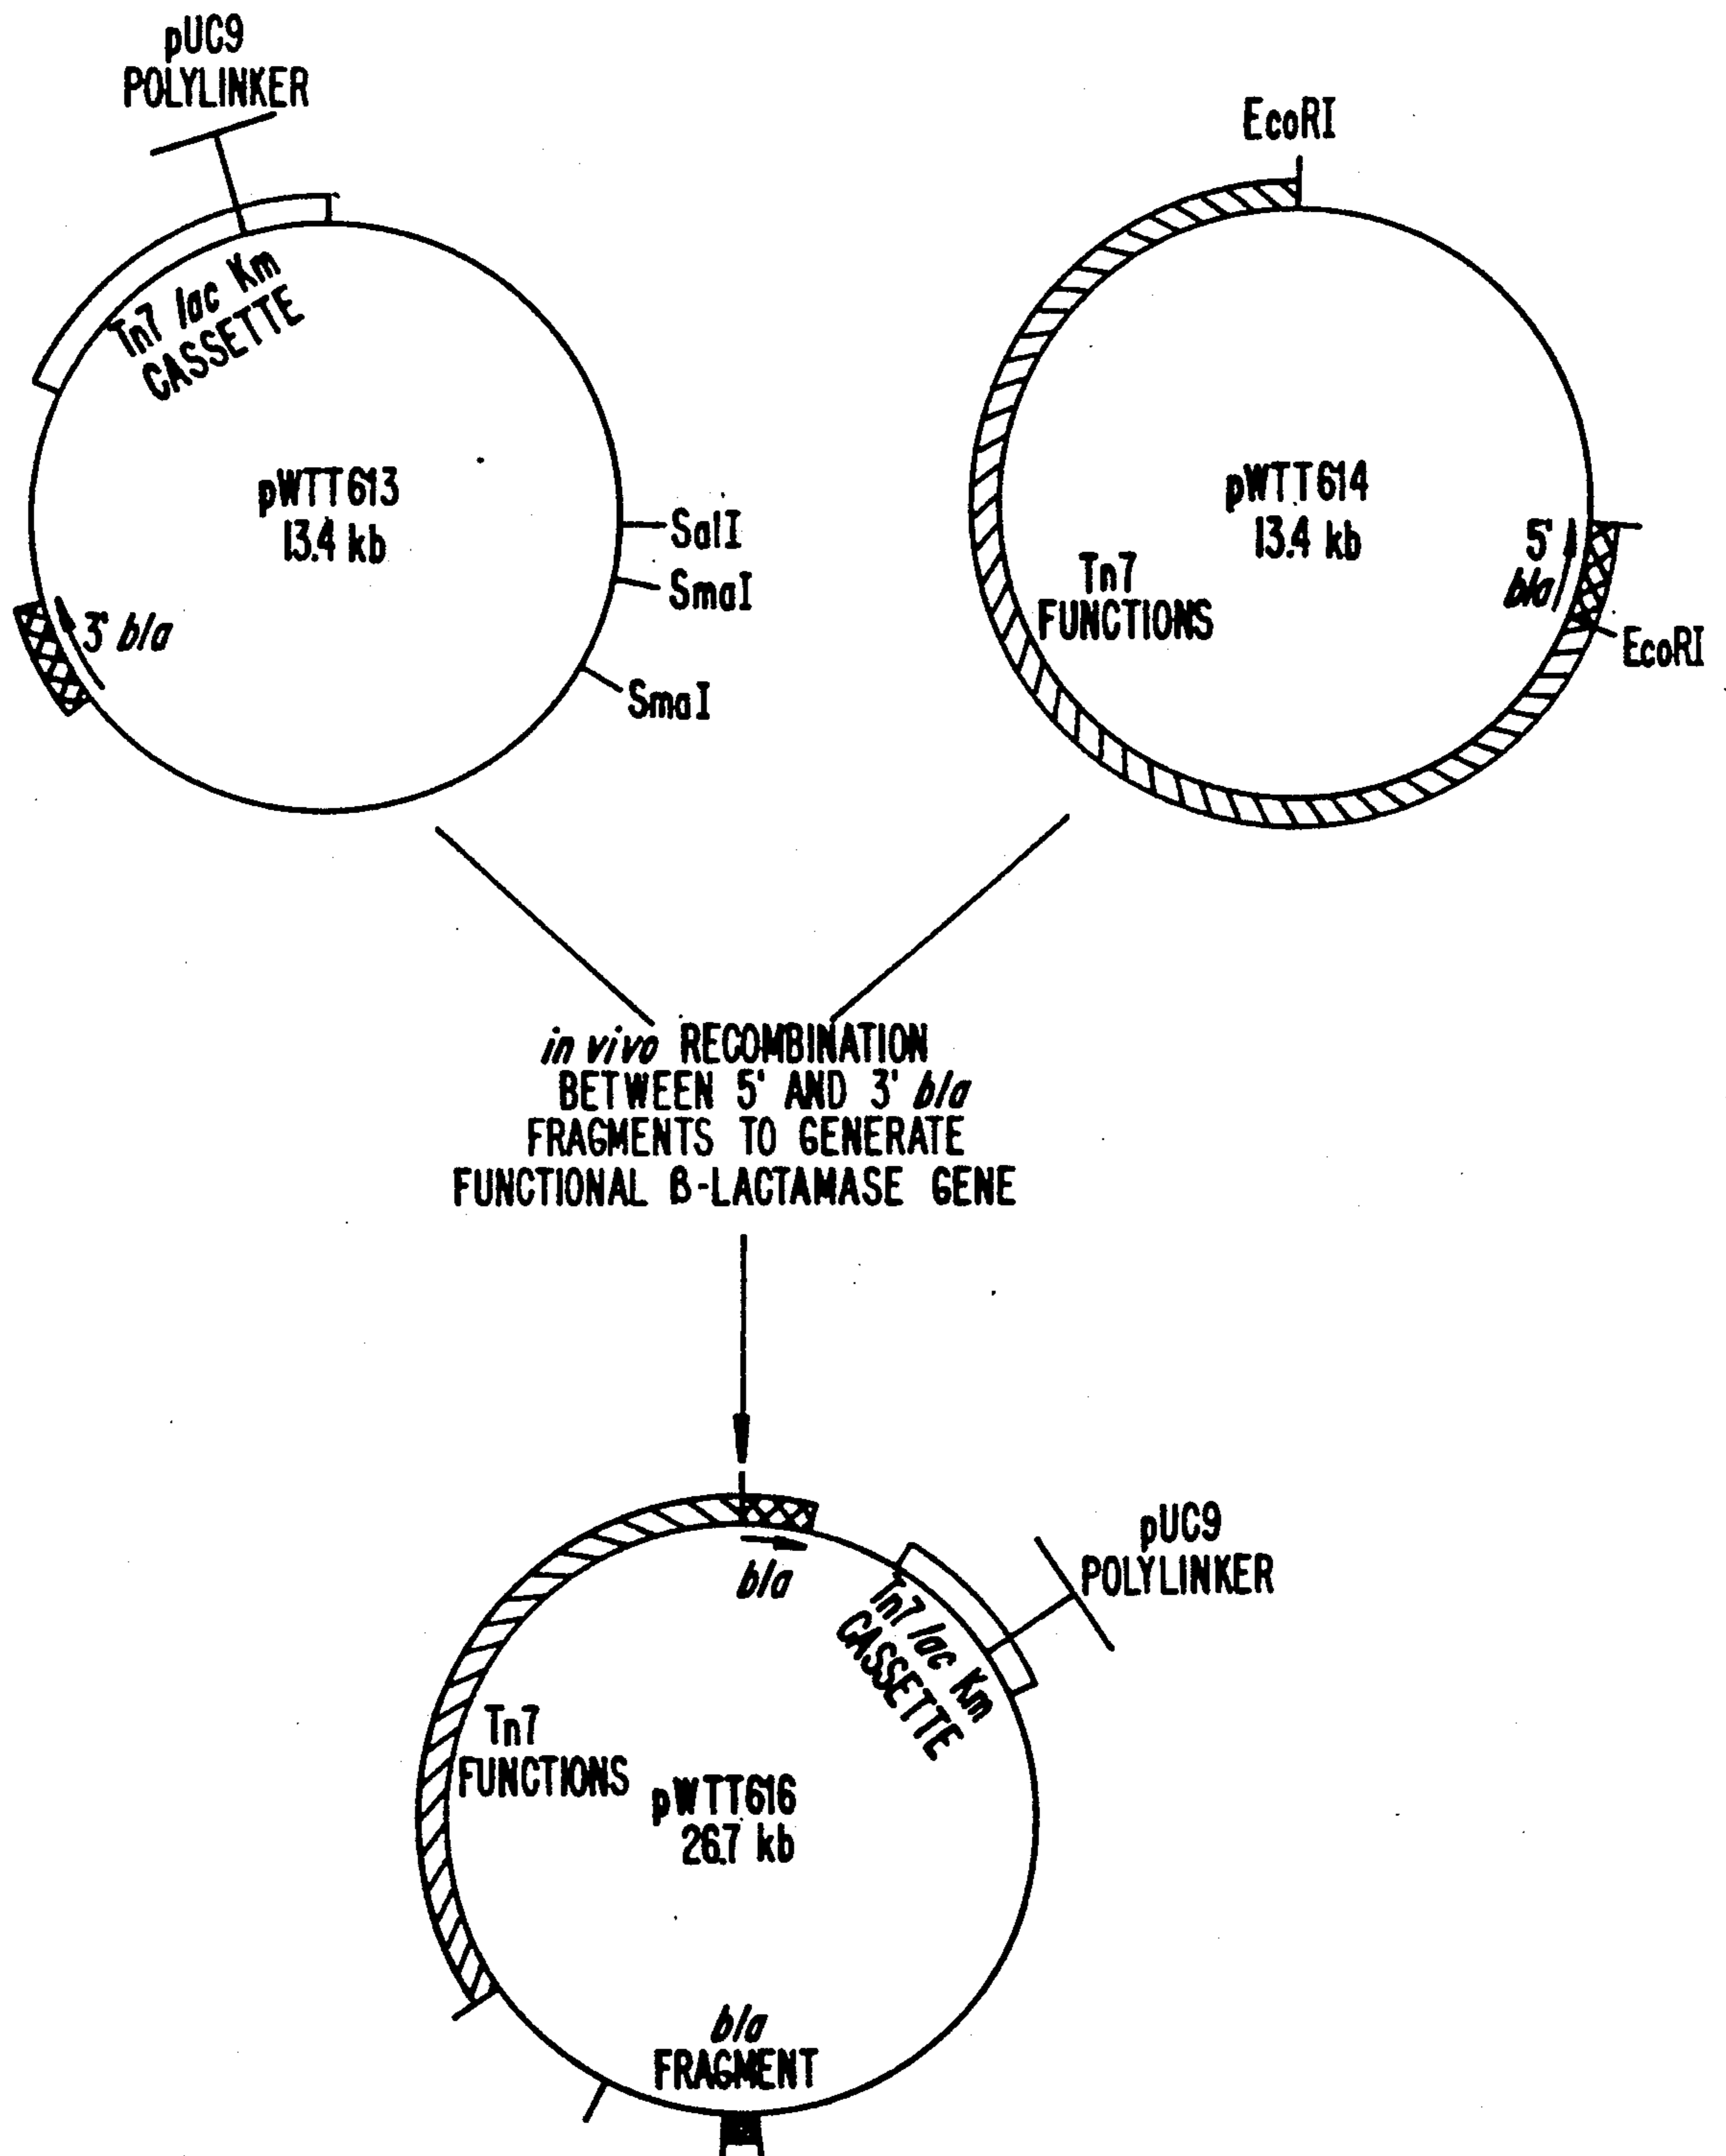 pUC9
POLYLINKER
Tn7 lac Km
CASSETTE
pWTT613
13.4 kb
3' bla
SalI
SmaI
SmaI
EcoRI
pWTT614
13.4 kb
Tn7
FUNCTIONS
5'
bla
EcoRI
in vivo RECOMBINATION
BETWEEN 5' AND 3' bla
FRAGMENTS TO GENERATE
FUNCTIONAL β-LACTAMASE GENE
bla
pUC9
POLYLINKER
Tn7 lac Km
CASSETTE
Tn7
FUNCTIONS
pWTT616
26.7 kb
bla
FRAGMENT